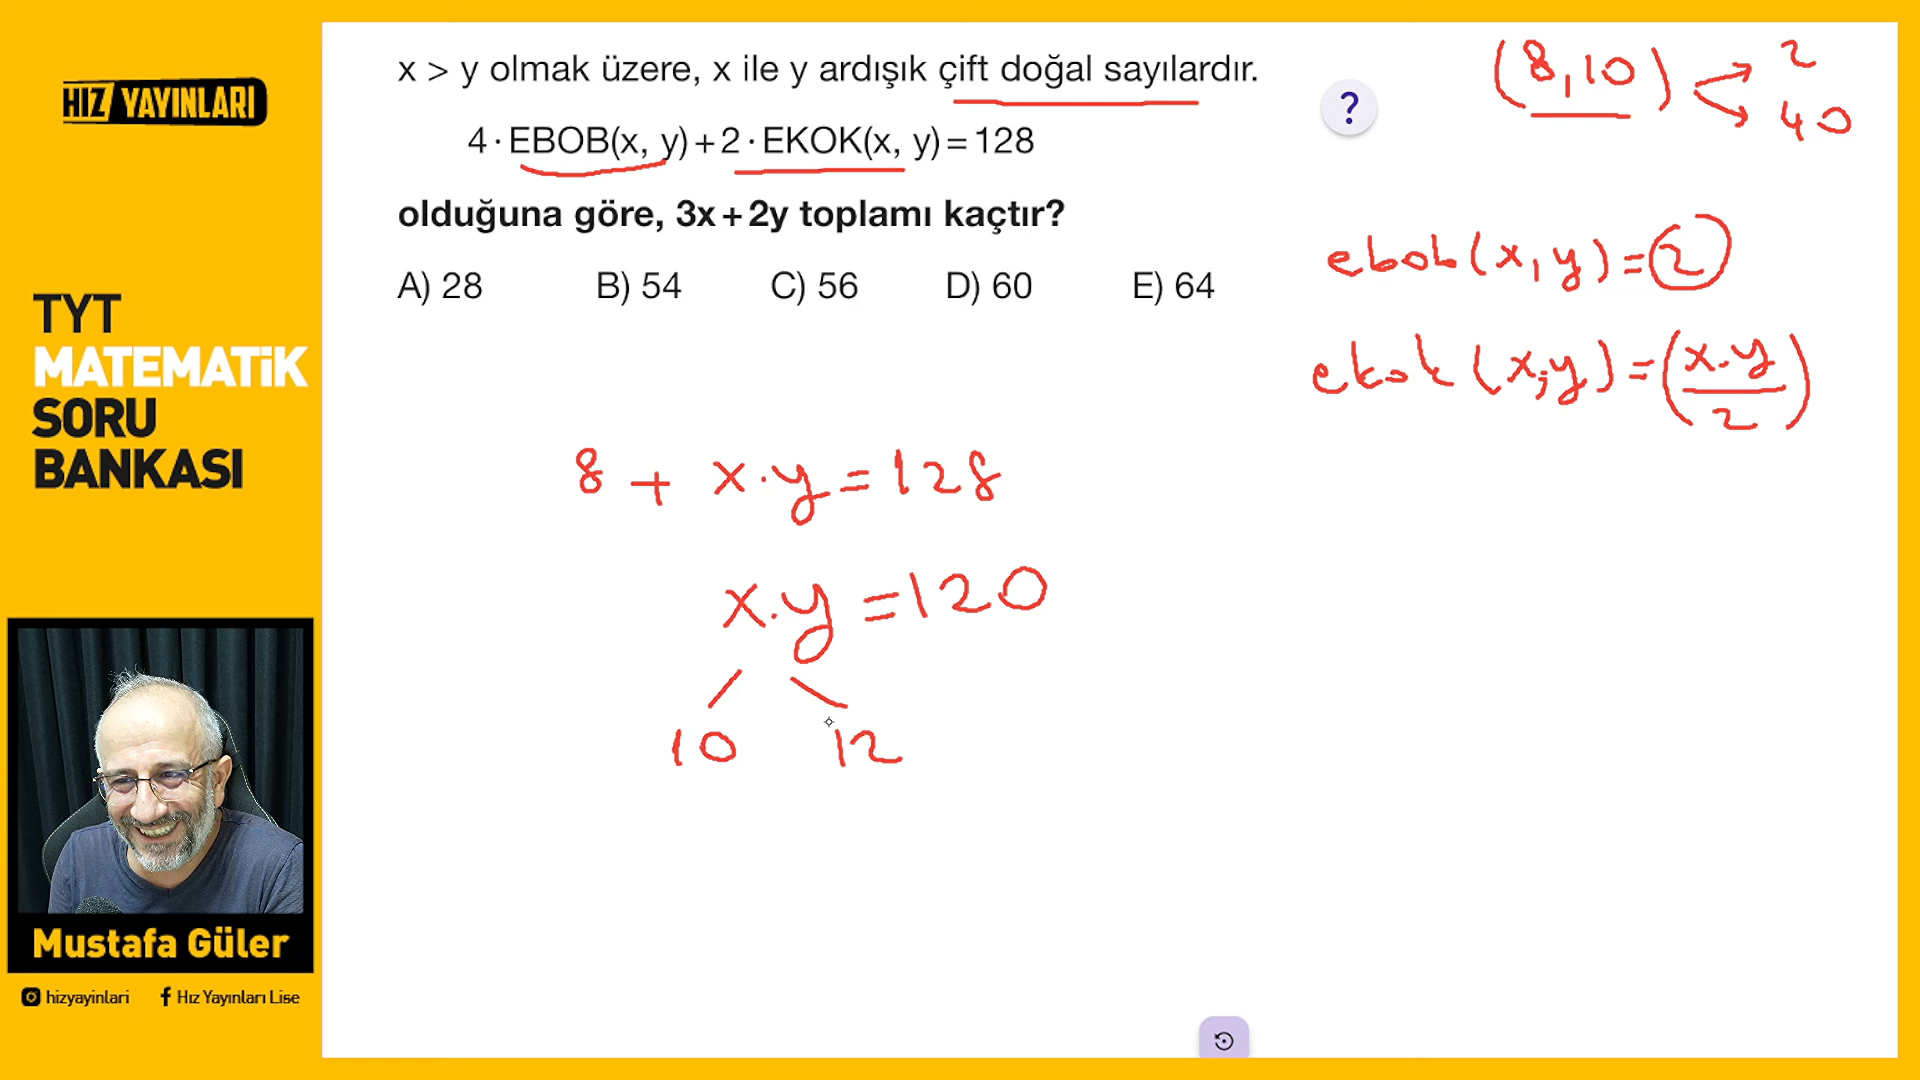 HIZ YAYINLARI
TYT
MATEMATİK
SORU
BANKASI
Mustafa Güler
hizyayinlari
Hız Yayınları Lise
x > y olmak üzere, x ile y ardışık çift doğal sayılardır.
4 · EBOB(x, y) + 2 · EKOK(x, y) = 128
olduğuna göre, 3x + 2y toplamı kaçtır?
A) 28 B) 54 C) 56 D) 60 E) 64
?
(8,10) 2
40
ebob(x,y)=2
ekok(x,y)=(x.y/2)
8 + x.y=128
x.y=120
10 12